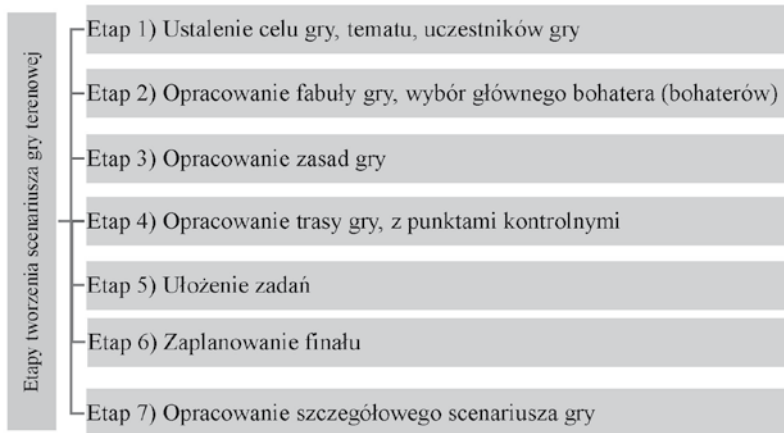 Etapy tworzenia scenariusza gry terenowej
Etap 1) Ustalenie celu gry, tematu, uczestników gry
Etap 2) Opracowanie fabuły gry, wybór głównego bohatera (bohaterów)
Etap 3) Opracowanie zasad gry
Etap 4) Opracowanie trasy gry, z punktami kontrolnymi
Etap 5) Ułożenie zadań
Etap 6) Zaplanowanie finału
Etap 7) Opracowanie szczegółowego scenariusza gry